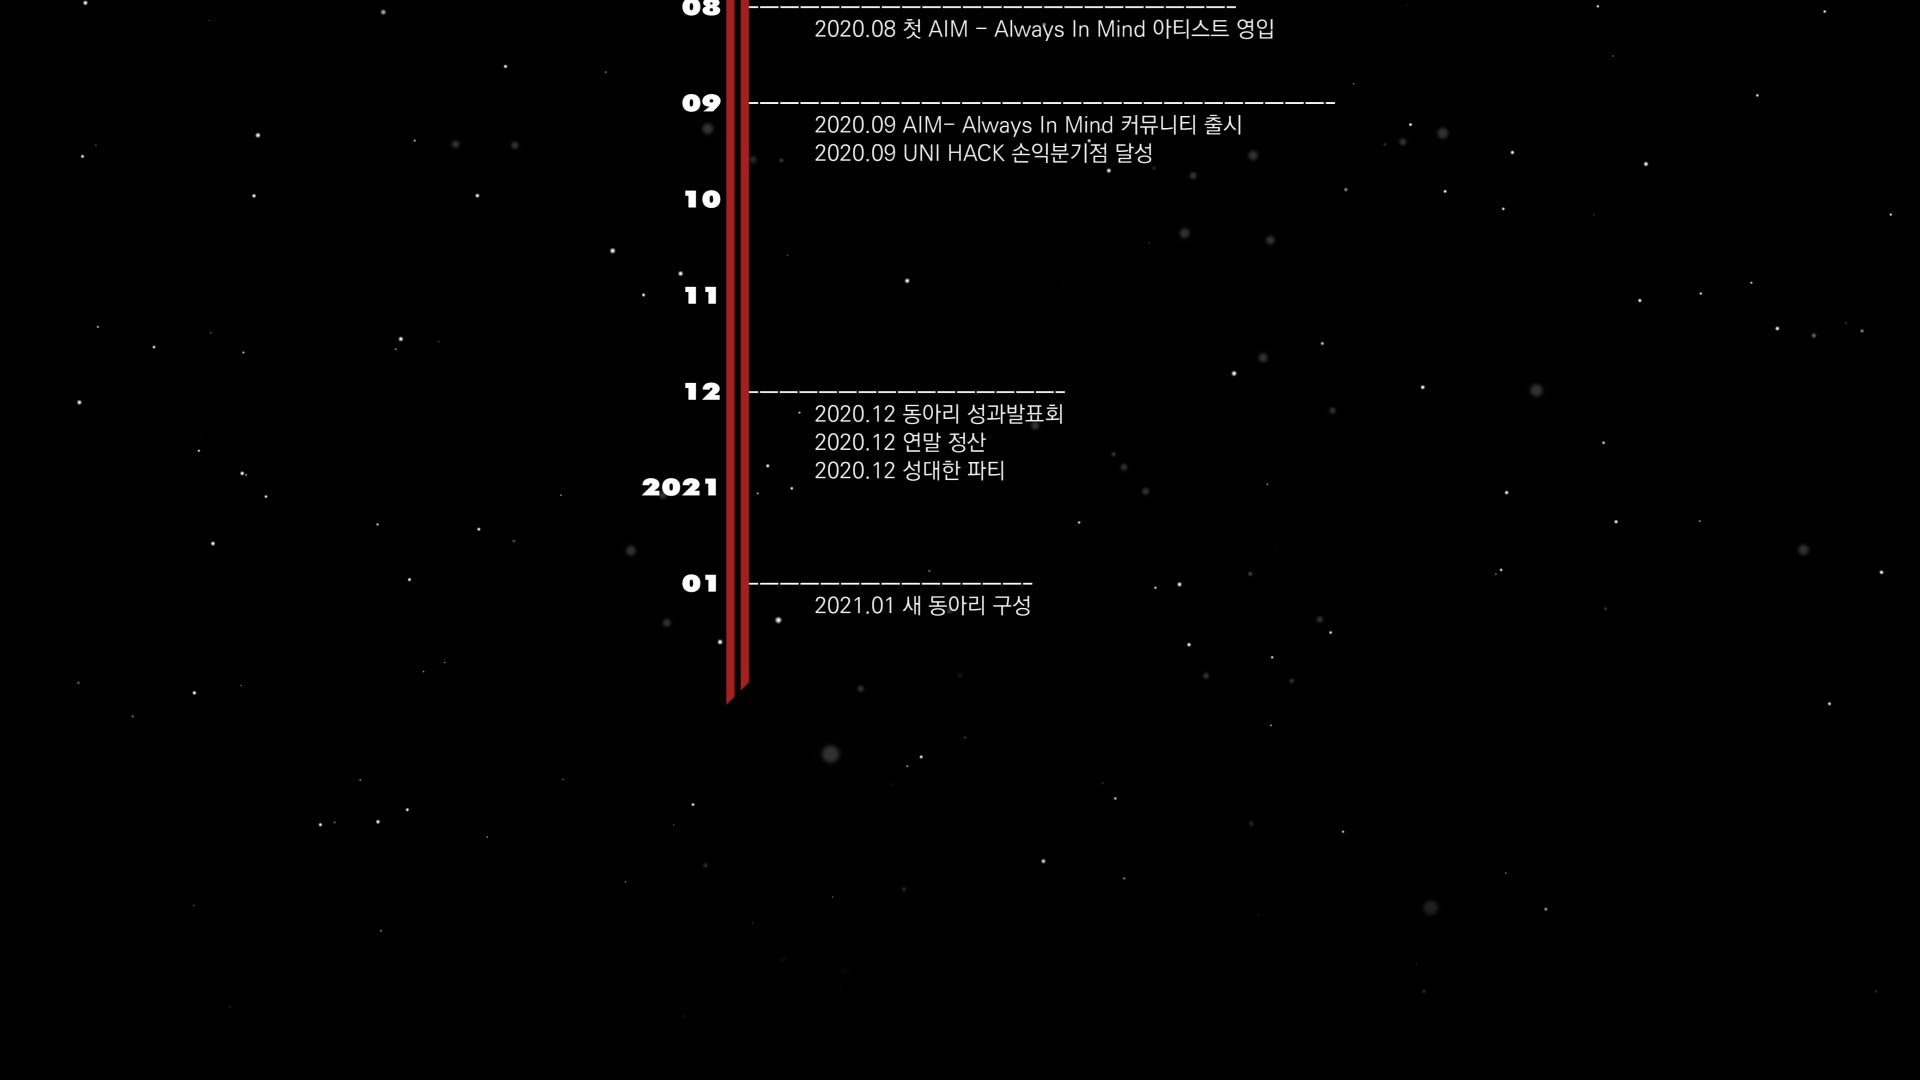 08
2020.08 첫 AIM - Always In Mind 아티스트 영입
09
2020.09 AIM- Always In Mind 커뮤니티 출시
2020.09 UNI HACK 손익분기점 달성
10
11
12
2020.12 동아리 성과발표회
2020.12 연말 정산
2020.12 성대한 파티
2021
01
2021.01 새 동아리 구성